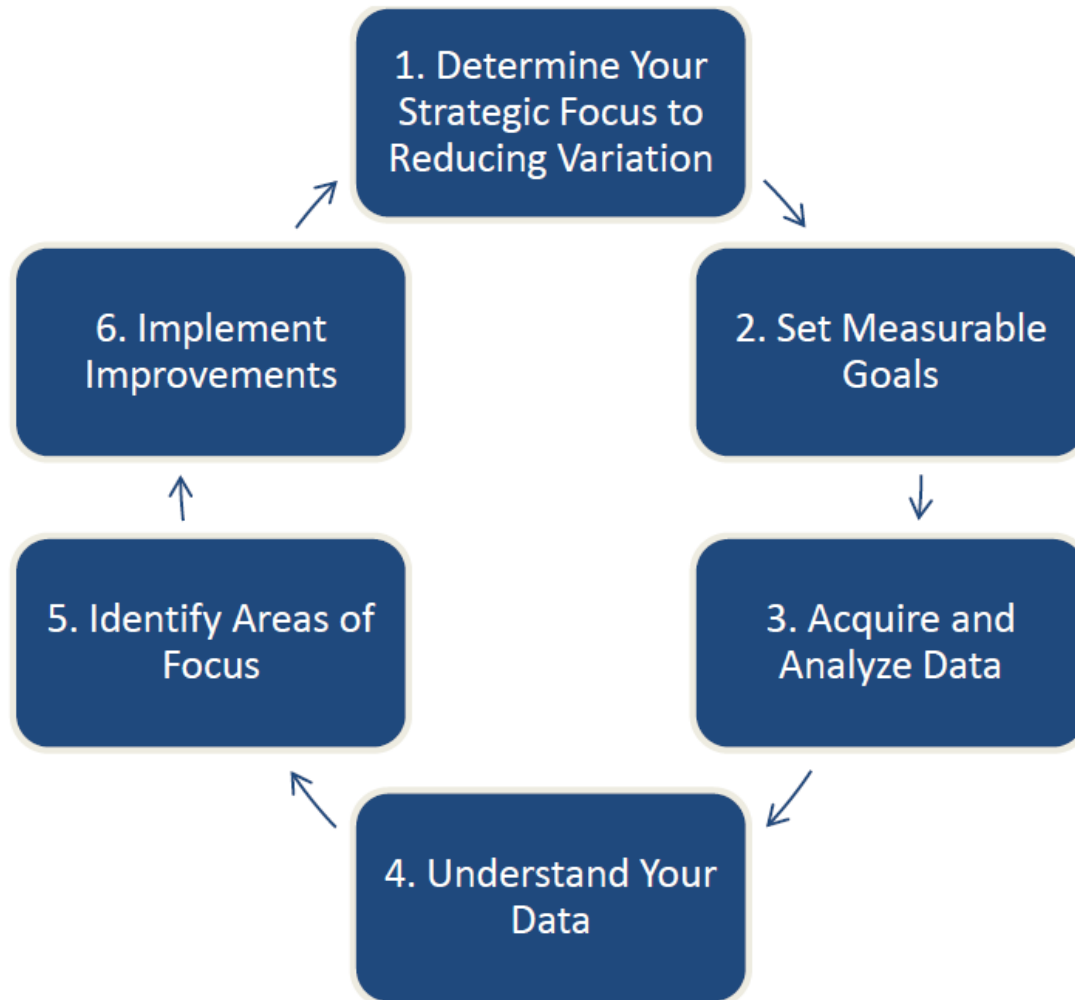 1. Determine Your
Strategic Focus to
Reducing Variation
2. Set Measurable
Goals
3. Acquire and
Analyze Data
4. Understand Your
Data
5. Identify Areas of
Focus
6. Implement
Improvements